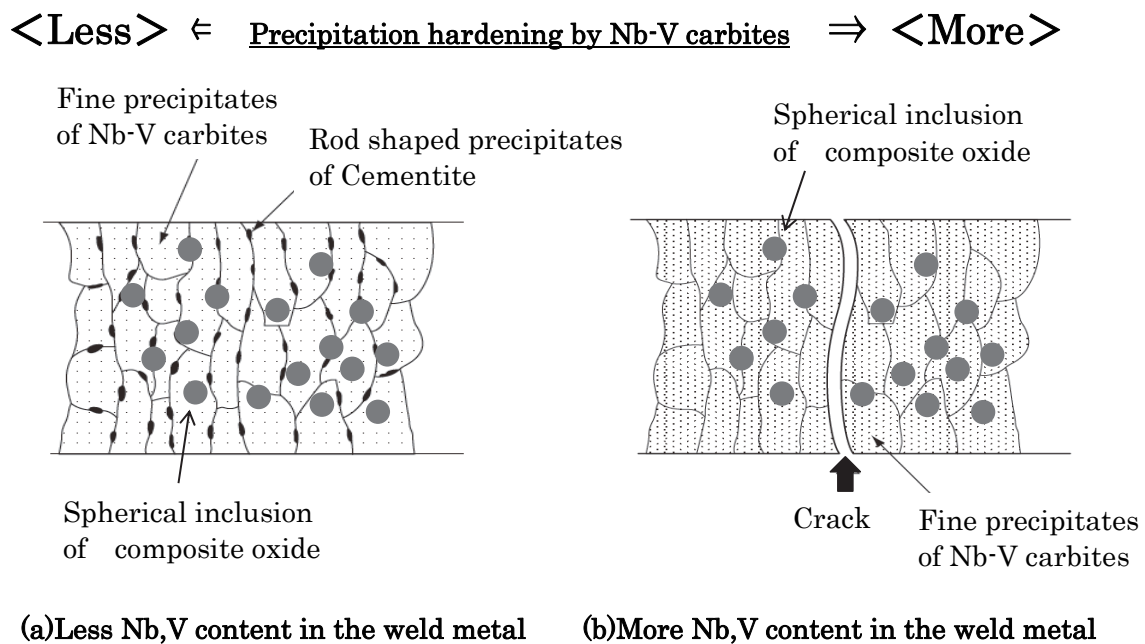 <Less> ⇐ Precipitation hardening by Nb-V carbites ⇒ <More>
Fine precipitates
of Nb-V carbites
Rod shaped precipitates
of Cementite
Spherical inclusion
of composite oxide
Spherical inclusion
of composite oxide
Crack
Fine precipitates
of Nb-V carbites
(a)Less Nb,V content in the weld metal
(b)More Nb,V content in the weld metal